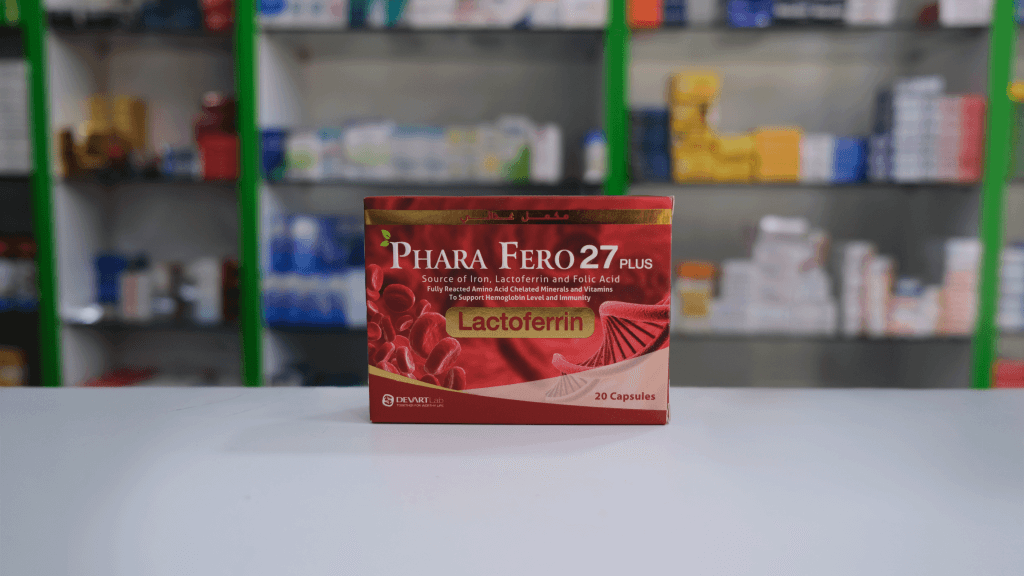 مكمل غذائي
PHARA FERO 27 PLUS
Source of Iron, Lactoferrin and Folic Acid
Fully Reacted Amino Acid Chelated Minerals and Vitamins
To Support Hemoglobin Level and Immunity
Lactoferrin
20 Capsules
DEVARTLab